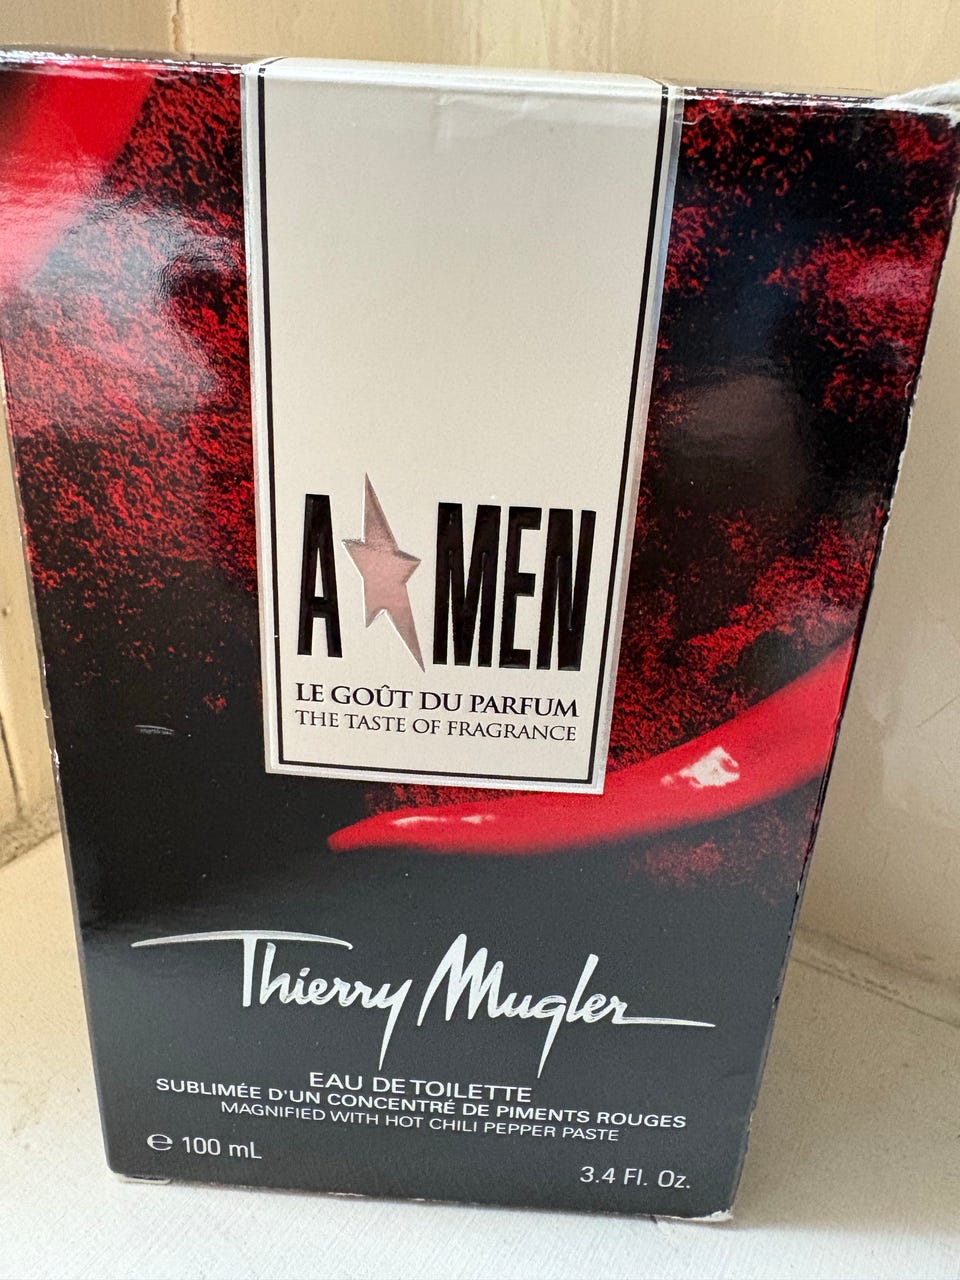 A MEN
LE GOÛT DU PARFUM
THE TASTE OF FRAGRANCE
Thierry Mugler
EAU DE TOILETTE
SUBLIMÉE D'UN CONCENTRÉ DE PIMENTS ROUGES
MAGNIFIED WITH HOT CHILI PEPPER PASTE
℮ 100 mL
3.4 Fl. Oz.